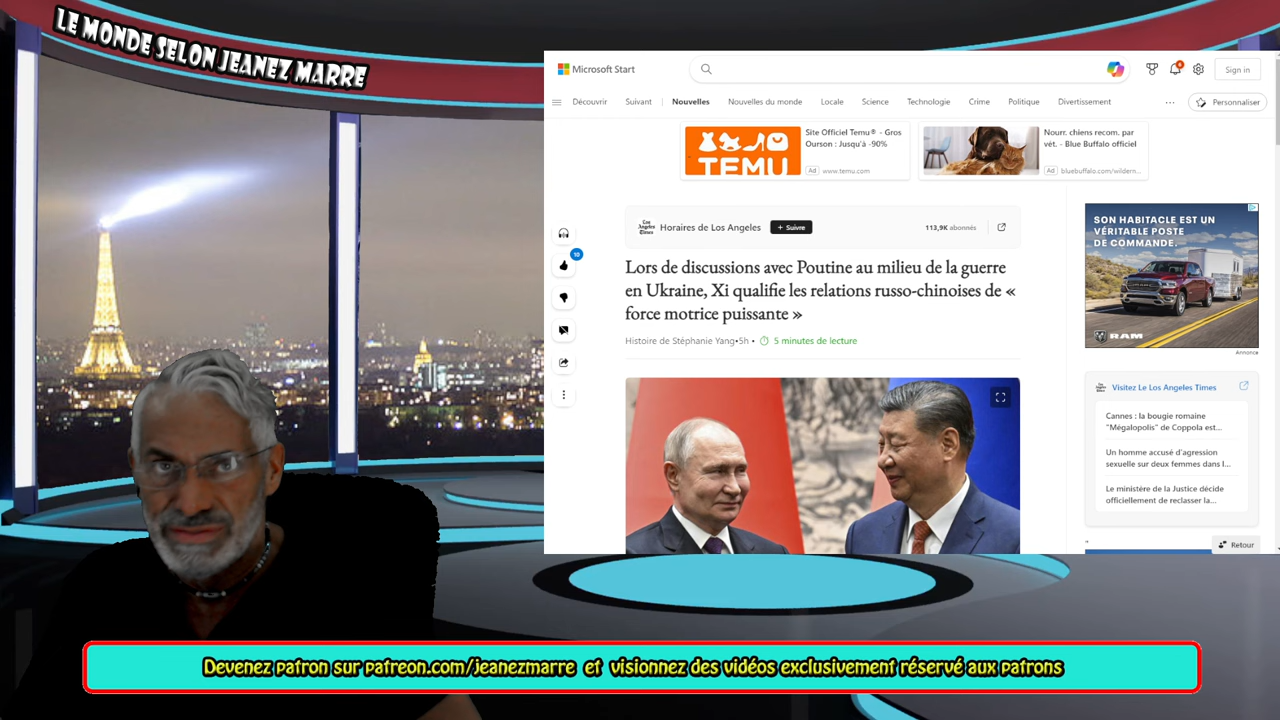 LE MONDE SELON JEANEZ MARRE
Microsoft Start
6
Sign in
Découvrir
Suivant
Nouvelles
Nouvelles du monde
Locale
Science
Technologie
Crime
Politique
Divertissement
...
Personnaliser
TEMU
Site Officiel Temu® - Gros
Ourson : Jusqu'à -90%
Ad www.temu.com
Nourr. chiens recom. par
vét. - Blue Buffalo officiel
Ad bluebuffalo.com/wildern...
Los Angeles Times
Horaires de Los Angeles
+ Suivre
113,9K abonnés
10
Lors de discussions avec Poutine au milieu de la guerre
en Ukraine, Xi qualifie les relations russo-chinoises de «
force motrice puissante »
Histoire de Stéphanie Yang•5h • 5 minutes de lecture
SON HABITACLE EST UN
VÉRITABLE POSTE
DE COMMANDE.
RAM
Annonce
Visitez Le Los Angeles Times
Cannes : la bougie romaine
"Mégalopolis" de Coppola est...
Un homme accusé d'agression
sexuelle sur deux femmes dans l...
Le ministère de la Justice décide
officiellement de reclasser la...
Retour
Devenez patron sur patreon.com/jeanezmarre et visionnez des vidéos exclusivement réservé aux patrons